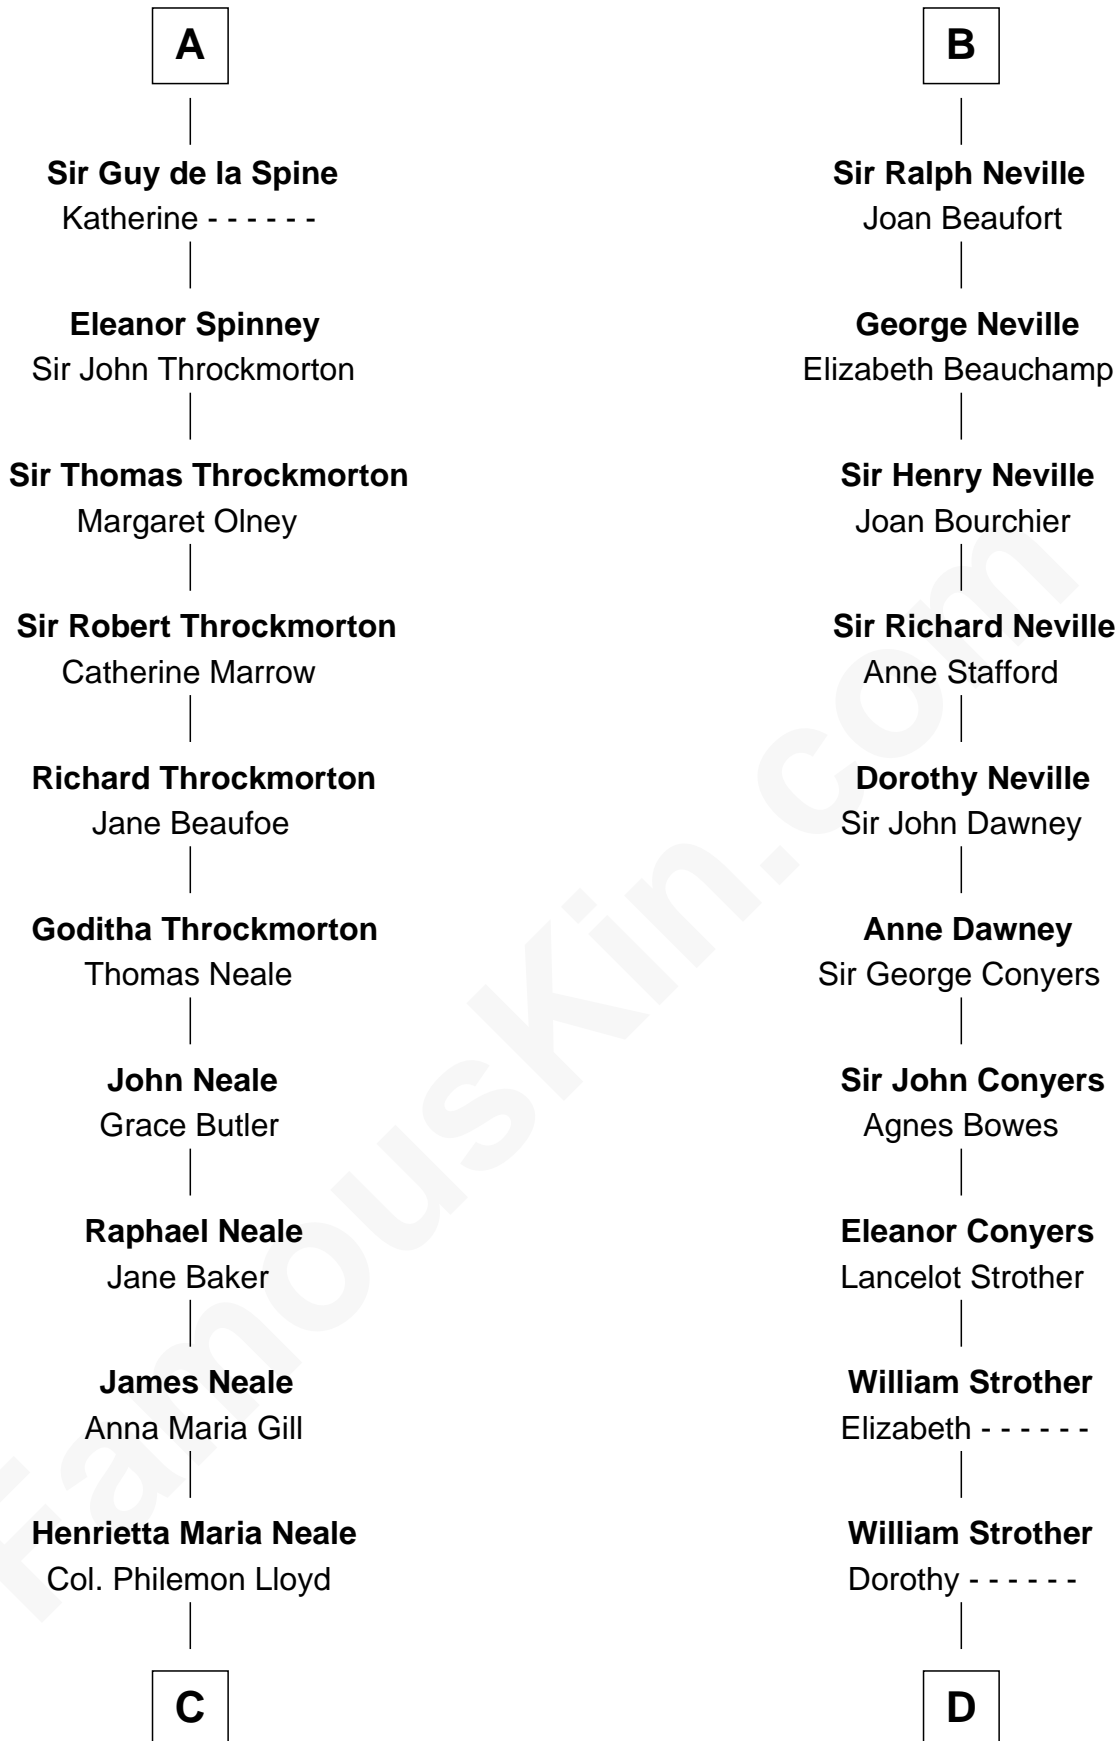 A
Sir Guy de la Spine
Katherine - - - - - -
Eleanor Spinney
Sir John Throckmorton
Sir Thomas Throckmorton
Margaret Olney
Sir Robert Throckmorton
Catherine Marrow
Richard Throckmorton
Jane Beaufoe
Goditha Throckmorton
Thomas Neale
John Neale
Grace Butler
Raphael Neale
Jane Baker
James Neale
Anna Maria Gill
Henrietta Maria Neale
Col. Philemon Lloyd
C
B
Sir Ralph Neville
Joan Beaufort
George Neville
Elizabeth Beauchamp
Sir Henry Neville
Joan Bourchier
Sir Richard Neville
Anne Stafford
Dorothy Neville
Sir John Dawney
Anne Dawney
Sir George Conyers
Sir John Conyers
Agnes Bowes
Eleanor Conyers
Lancelot Strother
William Strother
Elizabeth - - - - - -
William Strother
Dorothy - - - - - -
D
FamousKin.com